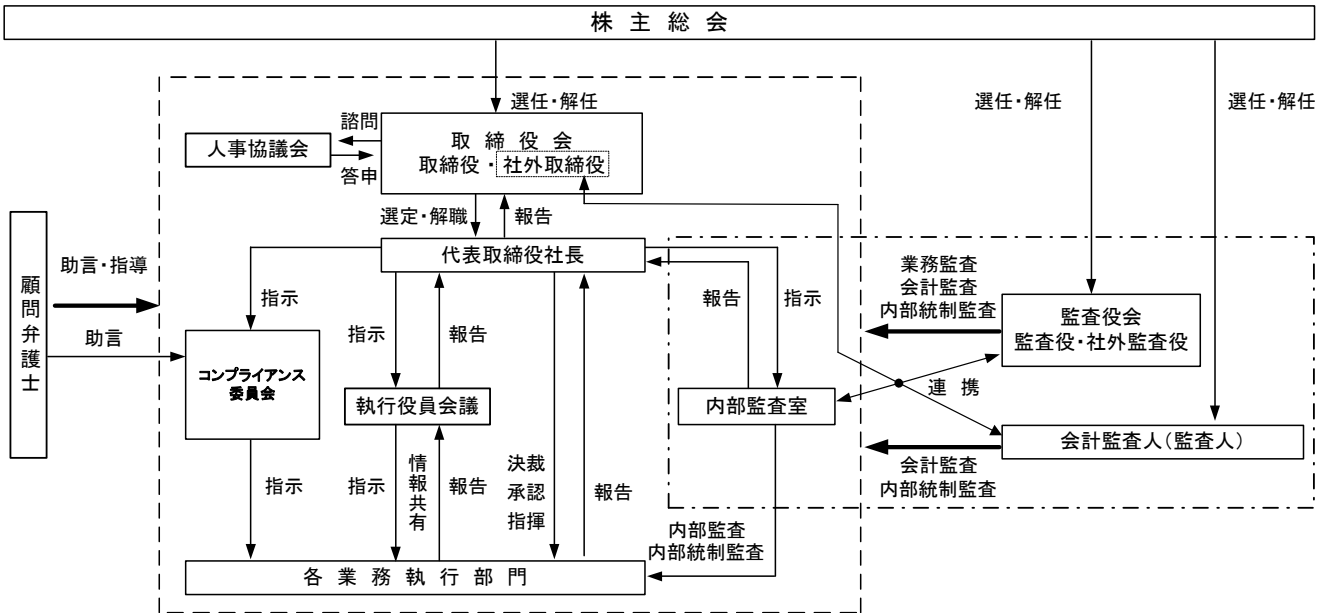 株主総会
選任・解任
選任・解任
選任・解任
諮問
人事協議会
答申
取締役会
取締役・社外取締役
選定・解職
報告
代表取締役社長
顧問弁護士
助言・指導
助言
指示
コンプライアンス
委員会
指示
報告
執行役員会議
報告
指示
内部監査室
業務監査
会計監査
内部統制監査
監査役会
監査役・社外監査役
連携
会計監査人(監査人)
会計監査
内部統制監査
指示
指示
情報共有
報告
決裁
承認
指揮
報告
内部監査
内部統制監査
各業務執行部門